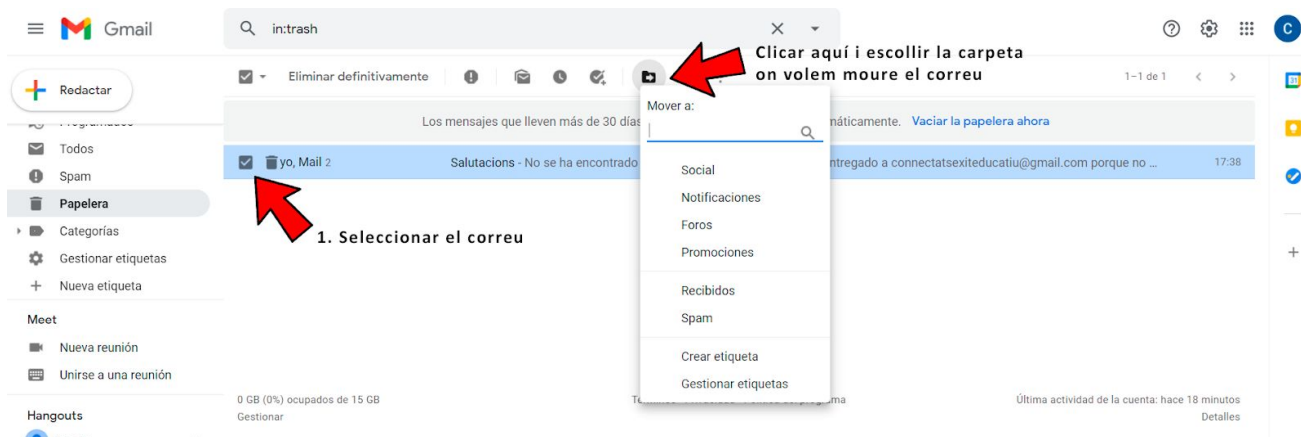 Gmail
in:trash
Clicar aquí i escollir la carpeta
on volem moure el correu
Redactar
Eliminar definitivamente
1–1 de 1
31
C
Mover a:
Los mensajes que lleven más de 30 días
Vaciar la papelera ahora
Todos
yo, Mail 2
Salutacions - No se ha encontrado
a connectatsexiteducatiu@gmail.com porque no ...
17:38
Spam
Papelera
Categorías
Gestionar etiquetas
Nueva etiqueta
1. Seleccionar el correu
Social
Notificaciones
Foros
Promociones
Recibidos
Spam
Crear etiqueta
Gestionar etiquetas
Meet
Nueva reunión
Unirse a una reunión
Hangouts
0 GB (0%) ocupados de 15 GB
Gestionar
Última actividad de la cuenta: hace 18 minutos
Detalles